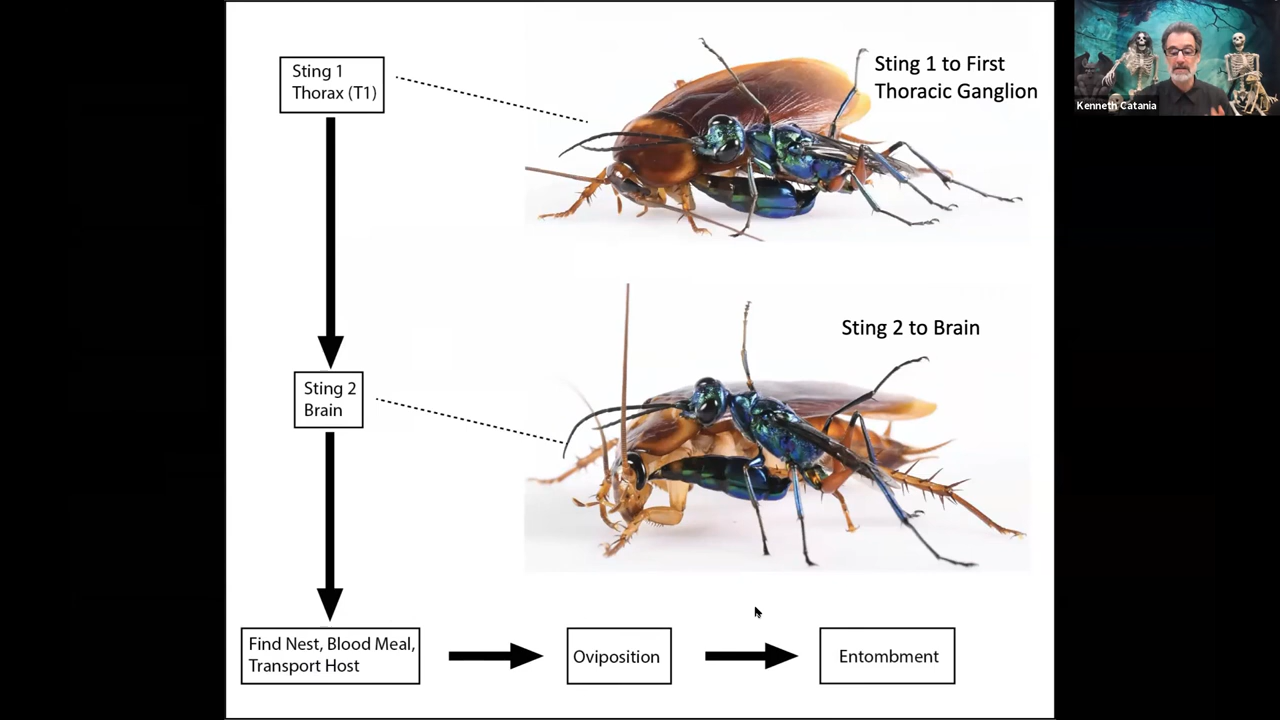 Sting 1
Thorax (T1)
Sting 1 to First
Thoracic Ganglion
Kenneth Catania
Sting 2 to Brain
Sting 2
Brain
Find Nest, Blood Meal,
Transport Host
Oviposition
Entombment